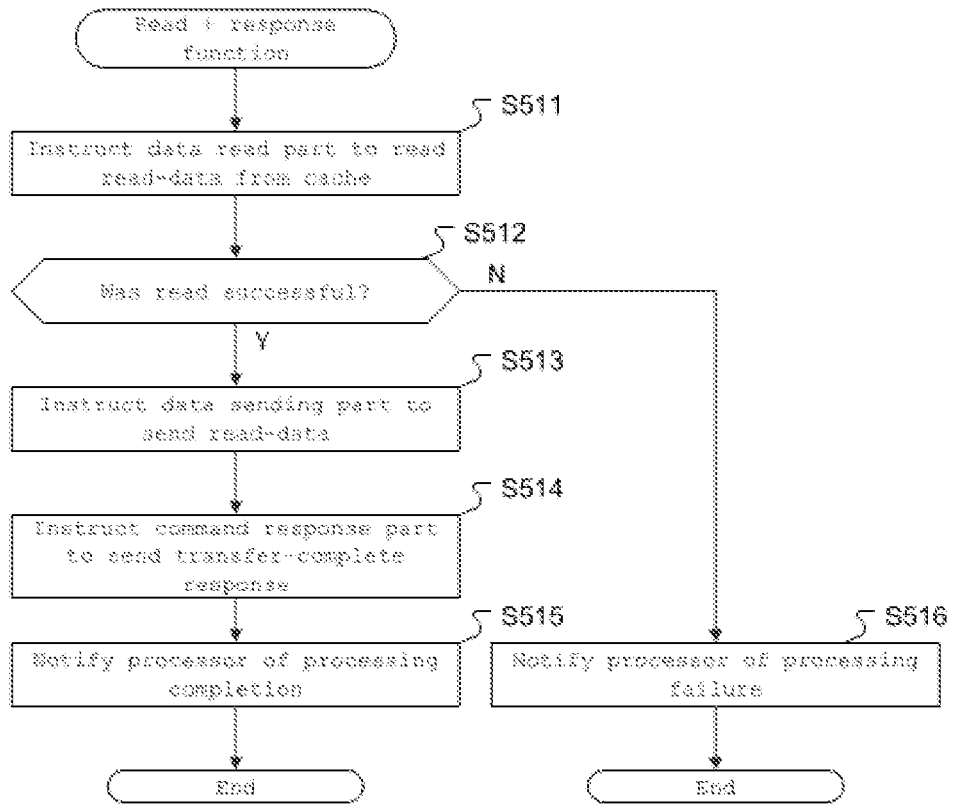 Read + response
function
S511
Instruct data read part to read
read-data from cache
S512
Was read successful?
N
Y
S513
Instruct data sending part to
send read-data
S514
Instruct command response part
to send transfer-complete
response
S515
Notify processor of processing
completion
S516
Notify processor of processing
failure
End
End